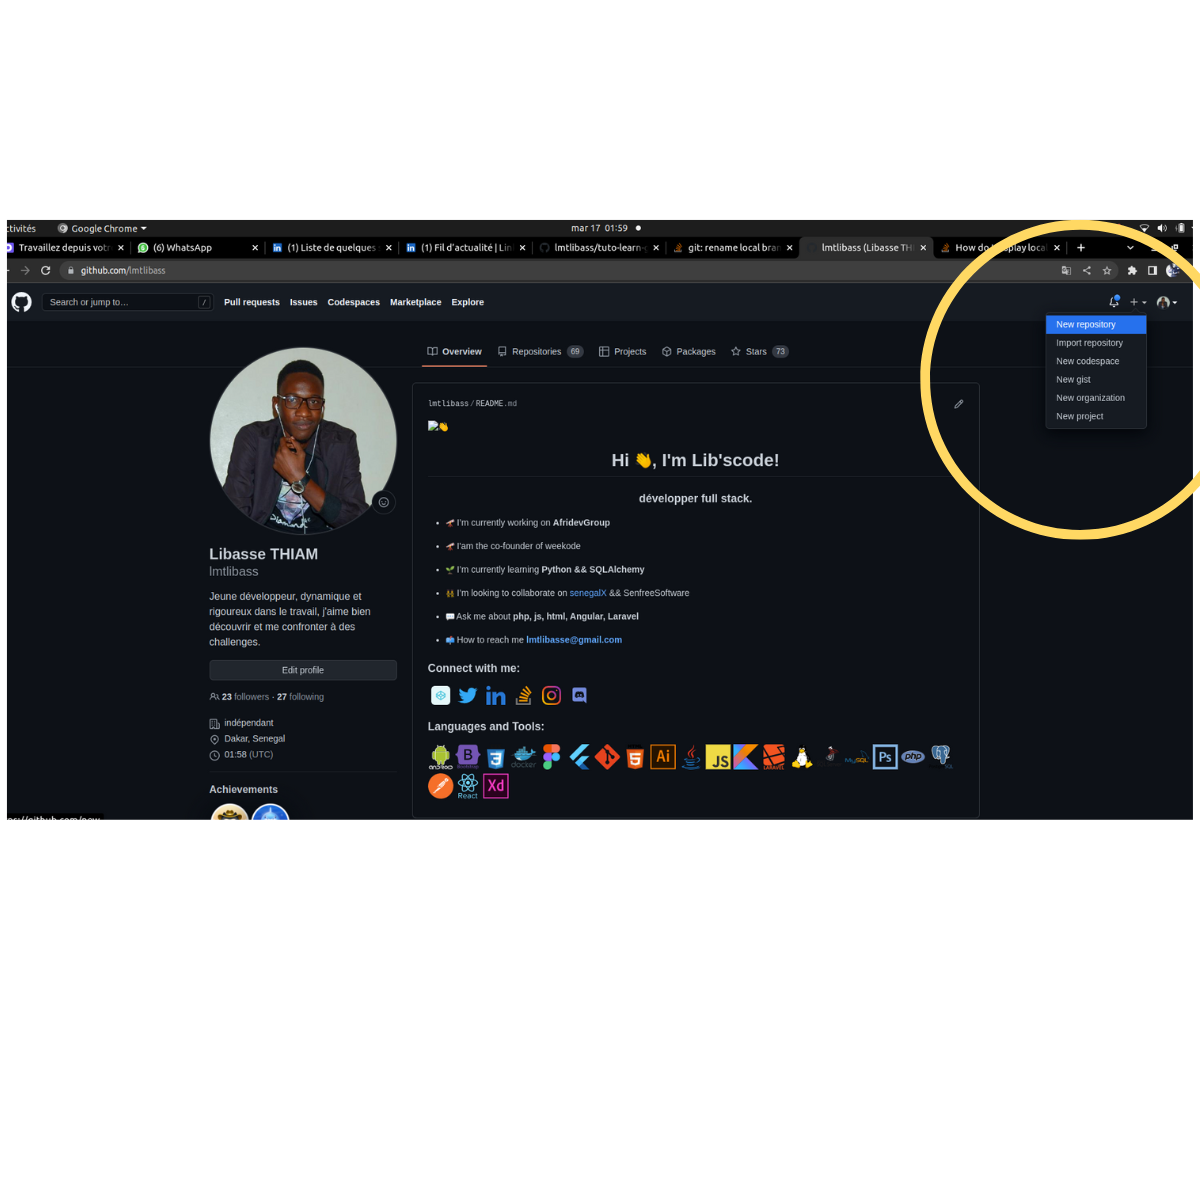 ctivités
Google Chrome
mar 17 01:59
Travaillez depuis votr
(6) WhatsApp
(1) Liste de quelques
(1) Fil d'actualité | Lin
lmtlibass/tuto-learn-
git: rename local bran
lmtlibass (Libasse TH
How do
play loca
github.com/lmtlibass
Search or jump to…
/
Pull requests
Issues
Codespaces
Marketplace
Explore
New repository
Import repository
New codespace
New gist
New organization
New project
Overview
Repositories 69
Projects
Packages
Stars 73
lmtlibass / README.md
Hi 👋, I'm Lib'scode!
développer full stack.
I'm currently working on AfridevGroup
I'am the co-founder of weekode
I'm currently learning Python && SQLAlchemy
I'm looking to collaborate on senegalX && SenfreeSoftware
Ask me about php, js, html, Angular, Laravel
How to reach me lmtlibasse@gmail.com
Connect with me:
Languages and Tools:
ANDROID
B
3
docker
5
Ai
JS
LARAVEL
MySQL
Ps
php
React
Xd
Libasse THIAM
lmtlibass
Jeune développeur, dynamique et
rigoureux dans le travail, j'aime bien
découvrir et me confronter à des
challenges.
Edit profile
23 followers · 27 following
indépendant
Dakar, Senegal
01:58 (UTC)
Achievements
ps://github.com/new